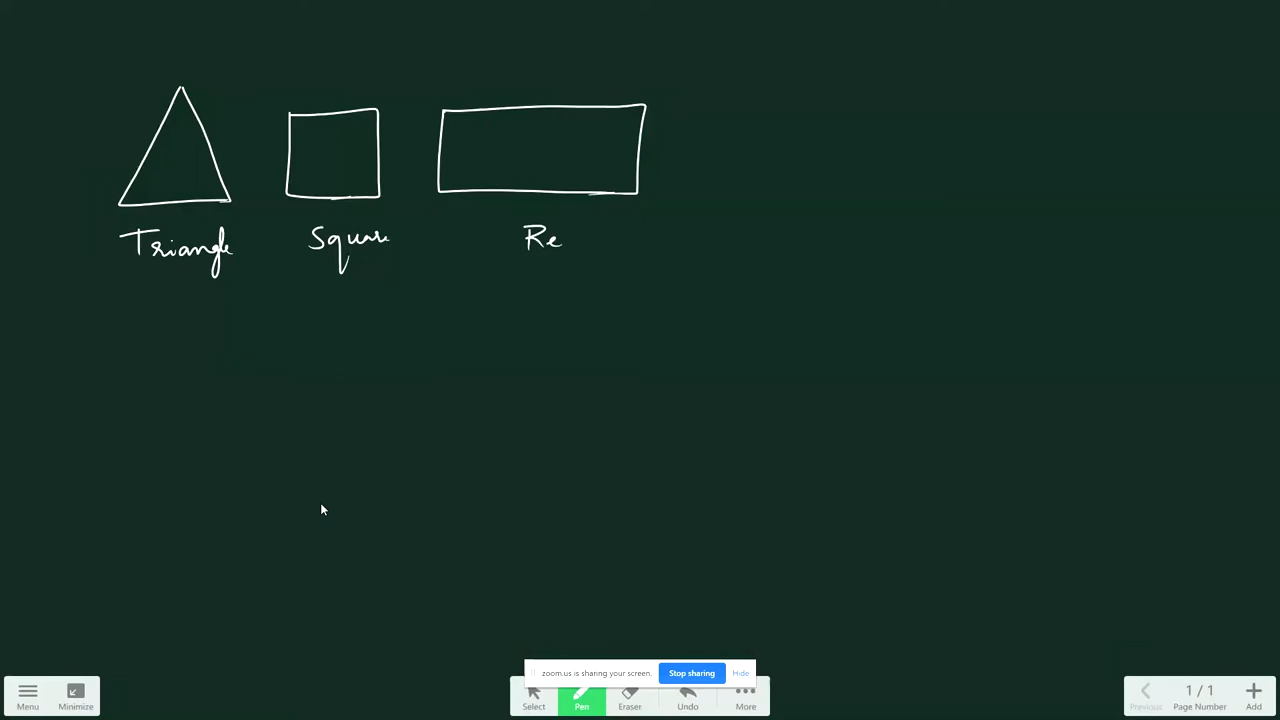 Triangle Square Re
zoom.us is sharing your screen. Stop sharing Hide
Menu Minimize Select Pen Eraser Undo More Previous 1 / 1 Page Number Add